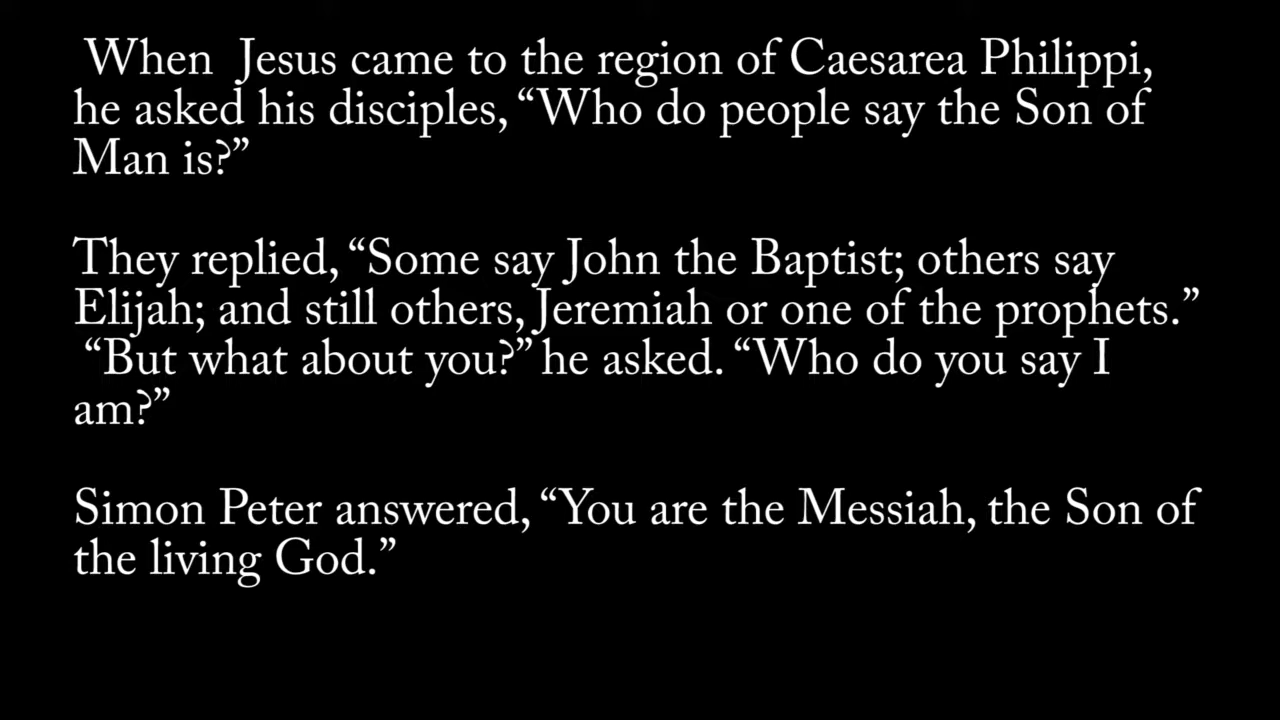 When Jesus came to the region of Caesarea Philippi,
he asked his disciples, “Who do people say the Son of
Man is?”
They replied, “Some say John the Baptist; others say
Elijah; and still others, Jeremiah or one of the prophets.”
“But what about you?” he asked. “Who do you say I
am?”
Simon Peter answered, “You are the Messiah, the Son of
the living God.”